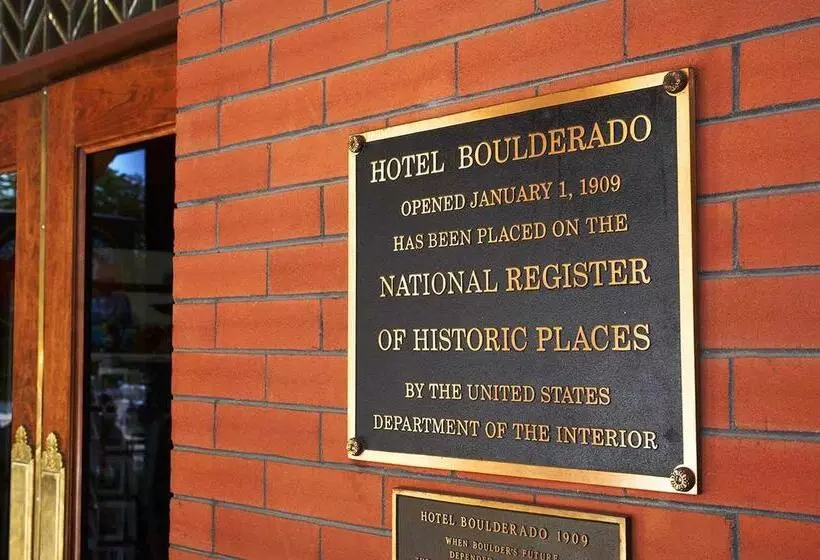 HOTEL BOULDERADO
OPENED JANUARY 1, 1909
HAS BEEN PLACED ON THE
NATIONAL REGISTER
OF HISTORIC PLACES
BY THE UNITED STATES
DEPARTMENT OF THE INTERIOR
HOTEL BOULDERADO 1909
WHEN BOULDER'S FUTURE